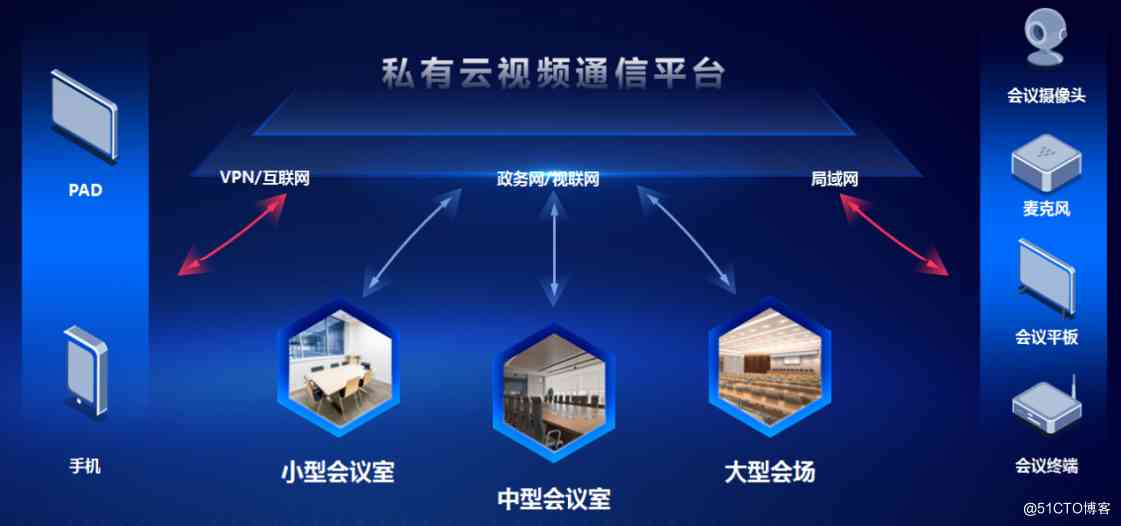 私有云视频通信平台
VPN/互联网
政务网/视联网
局域网
PAD
手机
小型会议室
中型会议室
大型会场
会议摄像头
麦克风
会议平板
会议终端
@51CTO博客